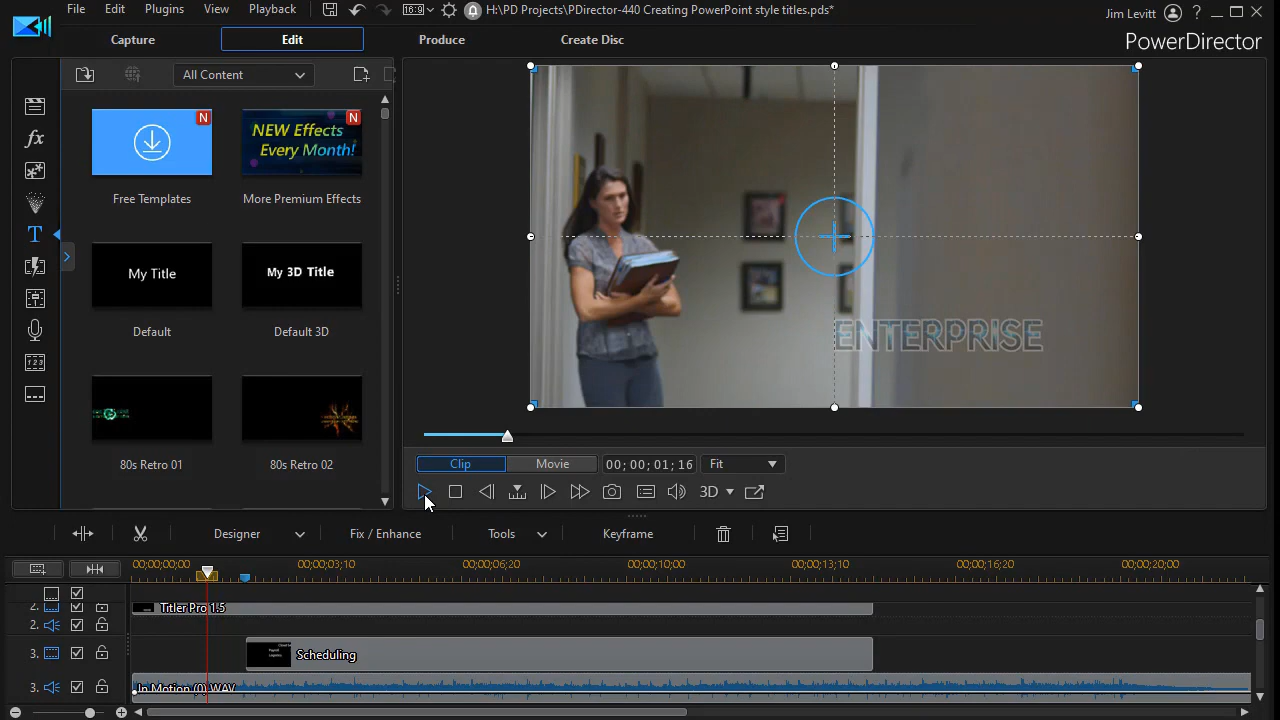 File Edit Plugins View Playback 16:9 H:\PD Projects\PDirector-440 Creating PowerPoint style titles.pds* Jim Levitt ?
Capture Edit Produce Create Disc PowerDirector
All Content
N NEW Effects Every Month! N
Free Templates More Premium Effects
My Title My 3D Title
Default Default 3D
80s Retro 01 80s Retro 02
fx
T
ENTERPRISE
Clip Movie 00; 00; 01; 16 Fit
3D
Designer Fix / Enhance Tools Keyframe
00;00;00;00 00;00;03;10 00;00;06;20 00;00;10;00 00;00;13;10 00;00;16;20 00;00;20;00
2. Titler Pro 1.5
2.
3. Scheduling
3. In Motion (0).WAV